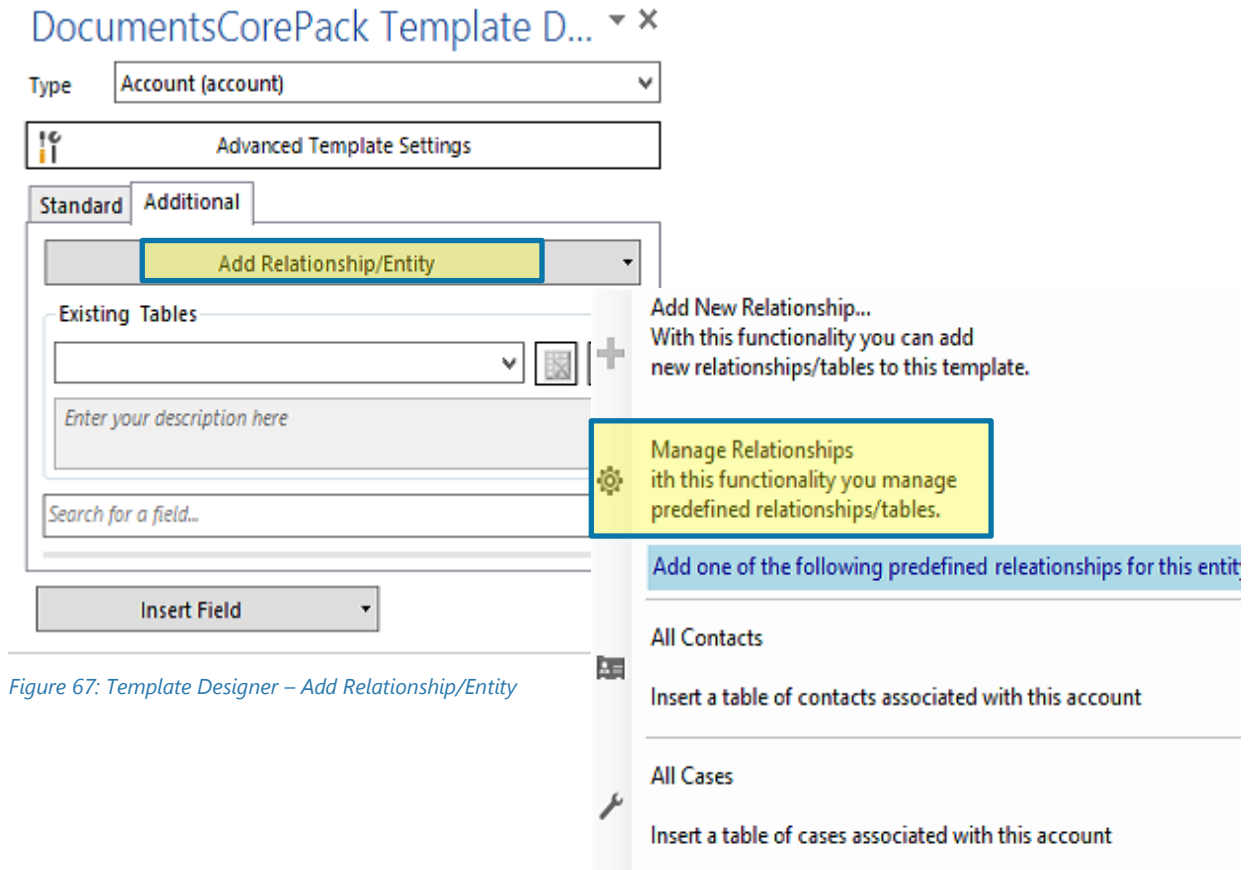 DocumentsCorePack Template D...
Type
Account (account)
Advanced Template Settings
Standard
Additional
Add Relationship/Entity
Existing Tables
Enter your description here
Search for a field...
Insert Field
Figure 67: Template Designer – Add Relationship/Entity
Add New Relationship...
With this functionality you can add
new relationships/tables to this template.
Manage Relationships
ith this functionality you manage
predefined relationships/tables.
Add one of the following predefined releationships for this entity
All Contacts
Insert a table of contacts associated with this account
All Cases
Insert a table of cases associated with this account